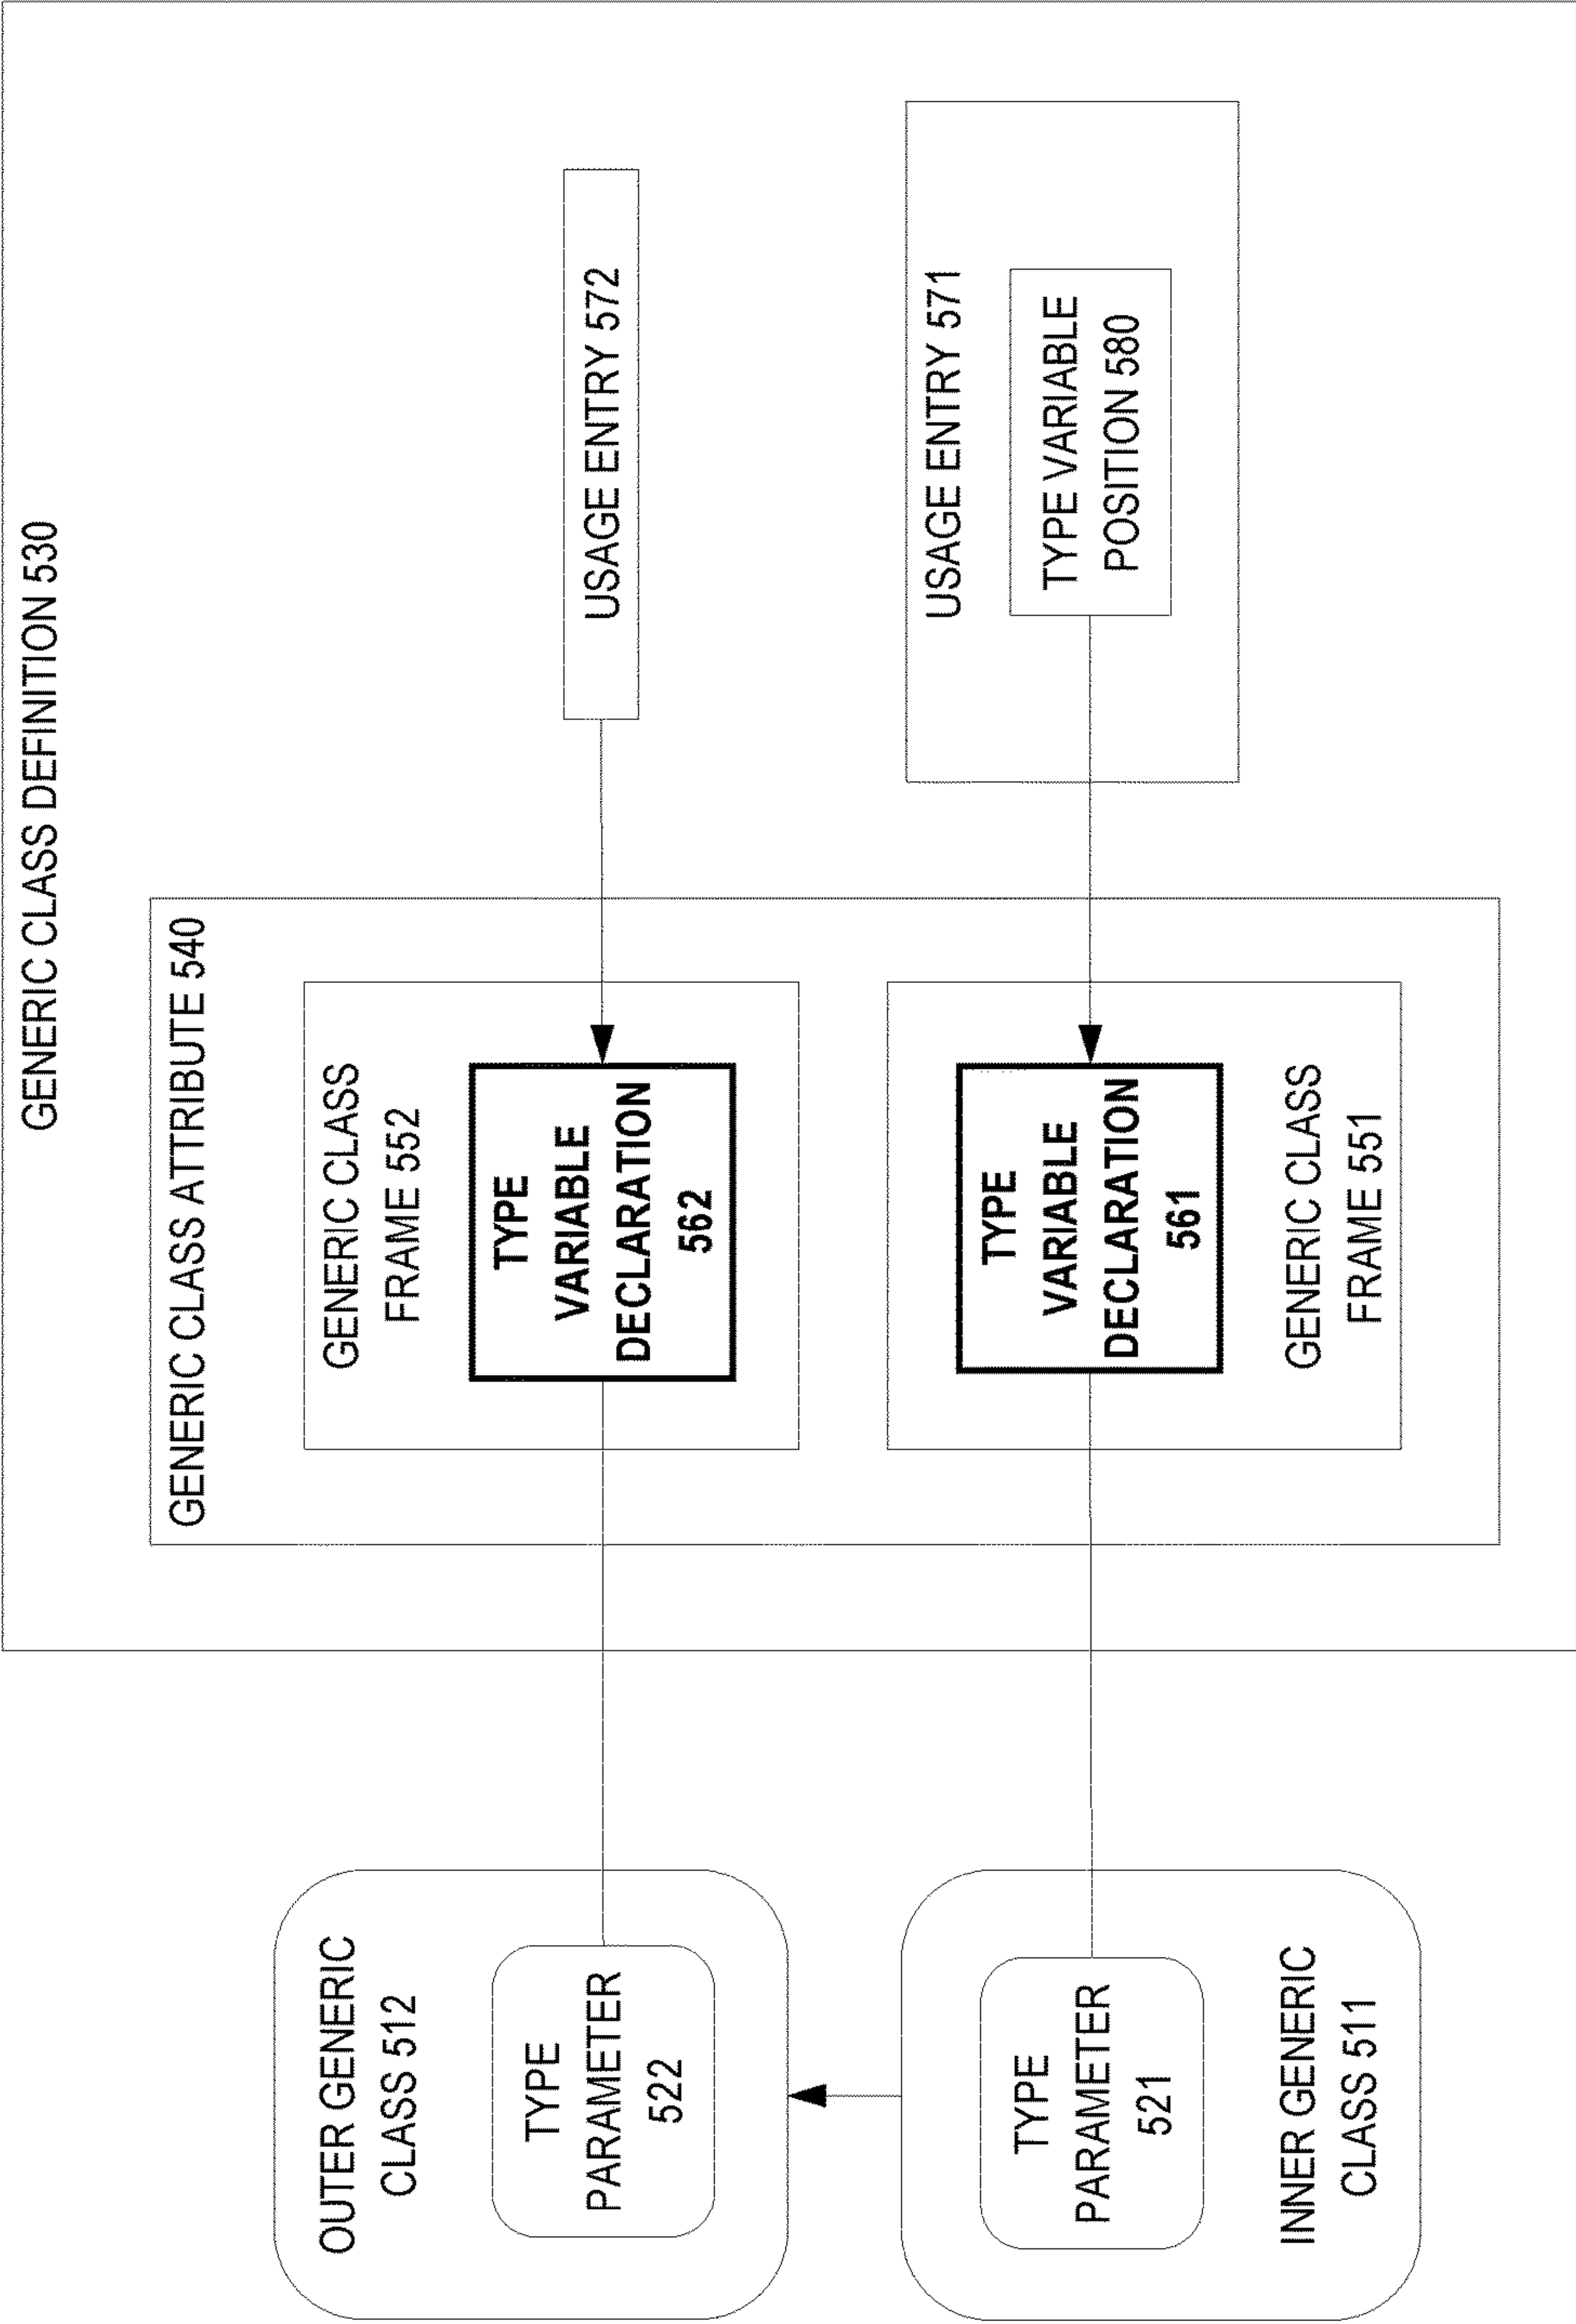 GENERIC CLASS DEFINITION 530
OUTER GENERIC
CLASS 512
TYPE
PARAMETER
522
GENERIC CLASS ATTRIBUTE 540
GENERIC CLASS
FRAME 552
TYPE
VARIABLE
DECLARATION
562
USAGE ENTRY 572
TYPE
PARAMETER
521
INNER GENERIC
CLASS 511
TYPE
VARIABLE
DECLARATION
561
GENERIC CLASS
FRAME 551
USAGE ENTRY 571
TYPE VARIABLE
POSITION 580